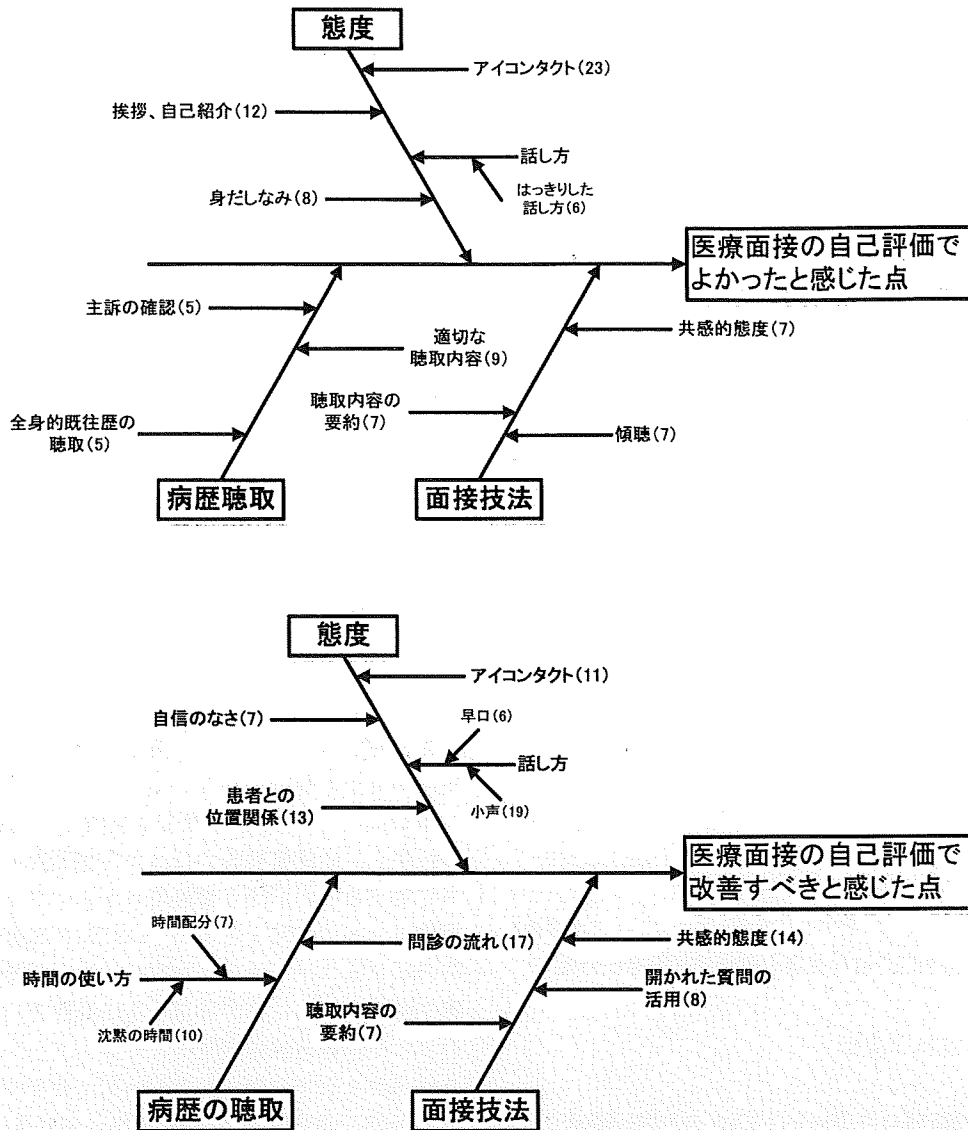 態度
アイコンタクト(23)
挨拶、自己紹介(12)
話し方
はっきりした
話し方(6)
身だしなみ(8)
医療面接の自己評価で
よかったと感じた点
主訴の確認(5)
適切な
聴取内容(9)
全身的既往歴の
聴取(5)
共感的態度(7)
聴取内容の
要約(7)
傾聴(7)
病歴聴取
面接技法
態度
アイコンタクト(11)
自信のなさ(7)
早口(6)
話し方
小声(19)
患者との
位置関係(13)
医療面接の自己評価で
改善すべきと感じた点
時間配分(7)
問診の流れ(17)
時間の使い方
沈黙の時間(10)
共感的態度(14)
開かれた質問の
活用(8)
聴取内容の
要約(7)
病歴の聴取
面接技法